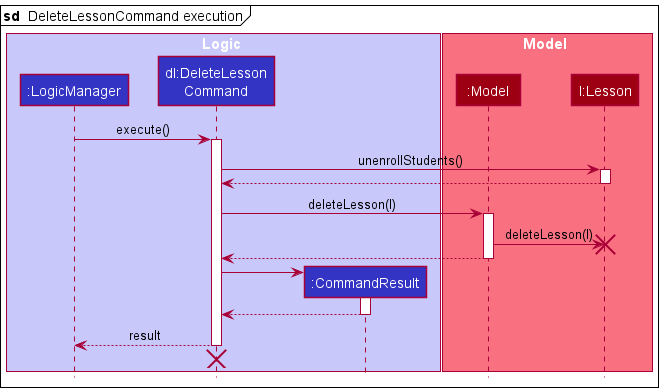 sd DeleteLessonCommand execution
Logic
Model
:LogicManager
dl:DeleteLesson
Command
:Model
l:Lesson
execute()
unenrollStudents()
deleteLesson(l)
deleteLesson(l)
:CommandResult
result